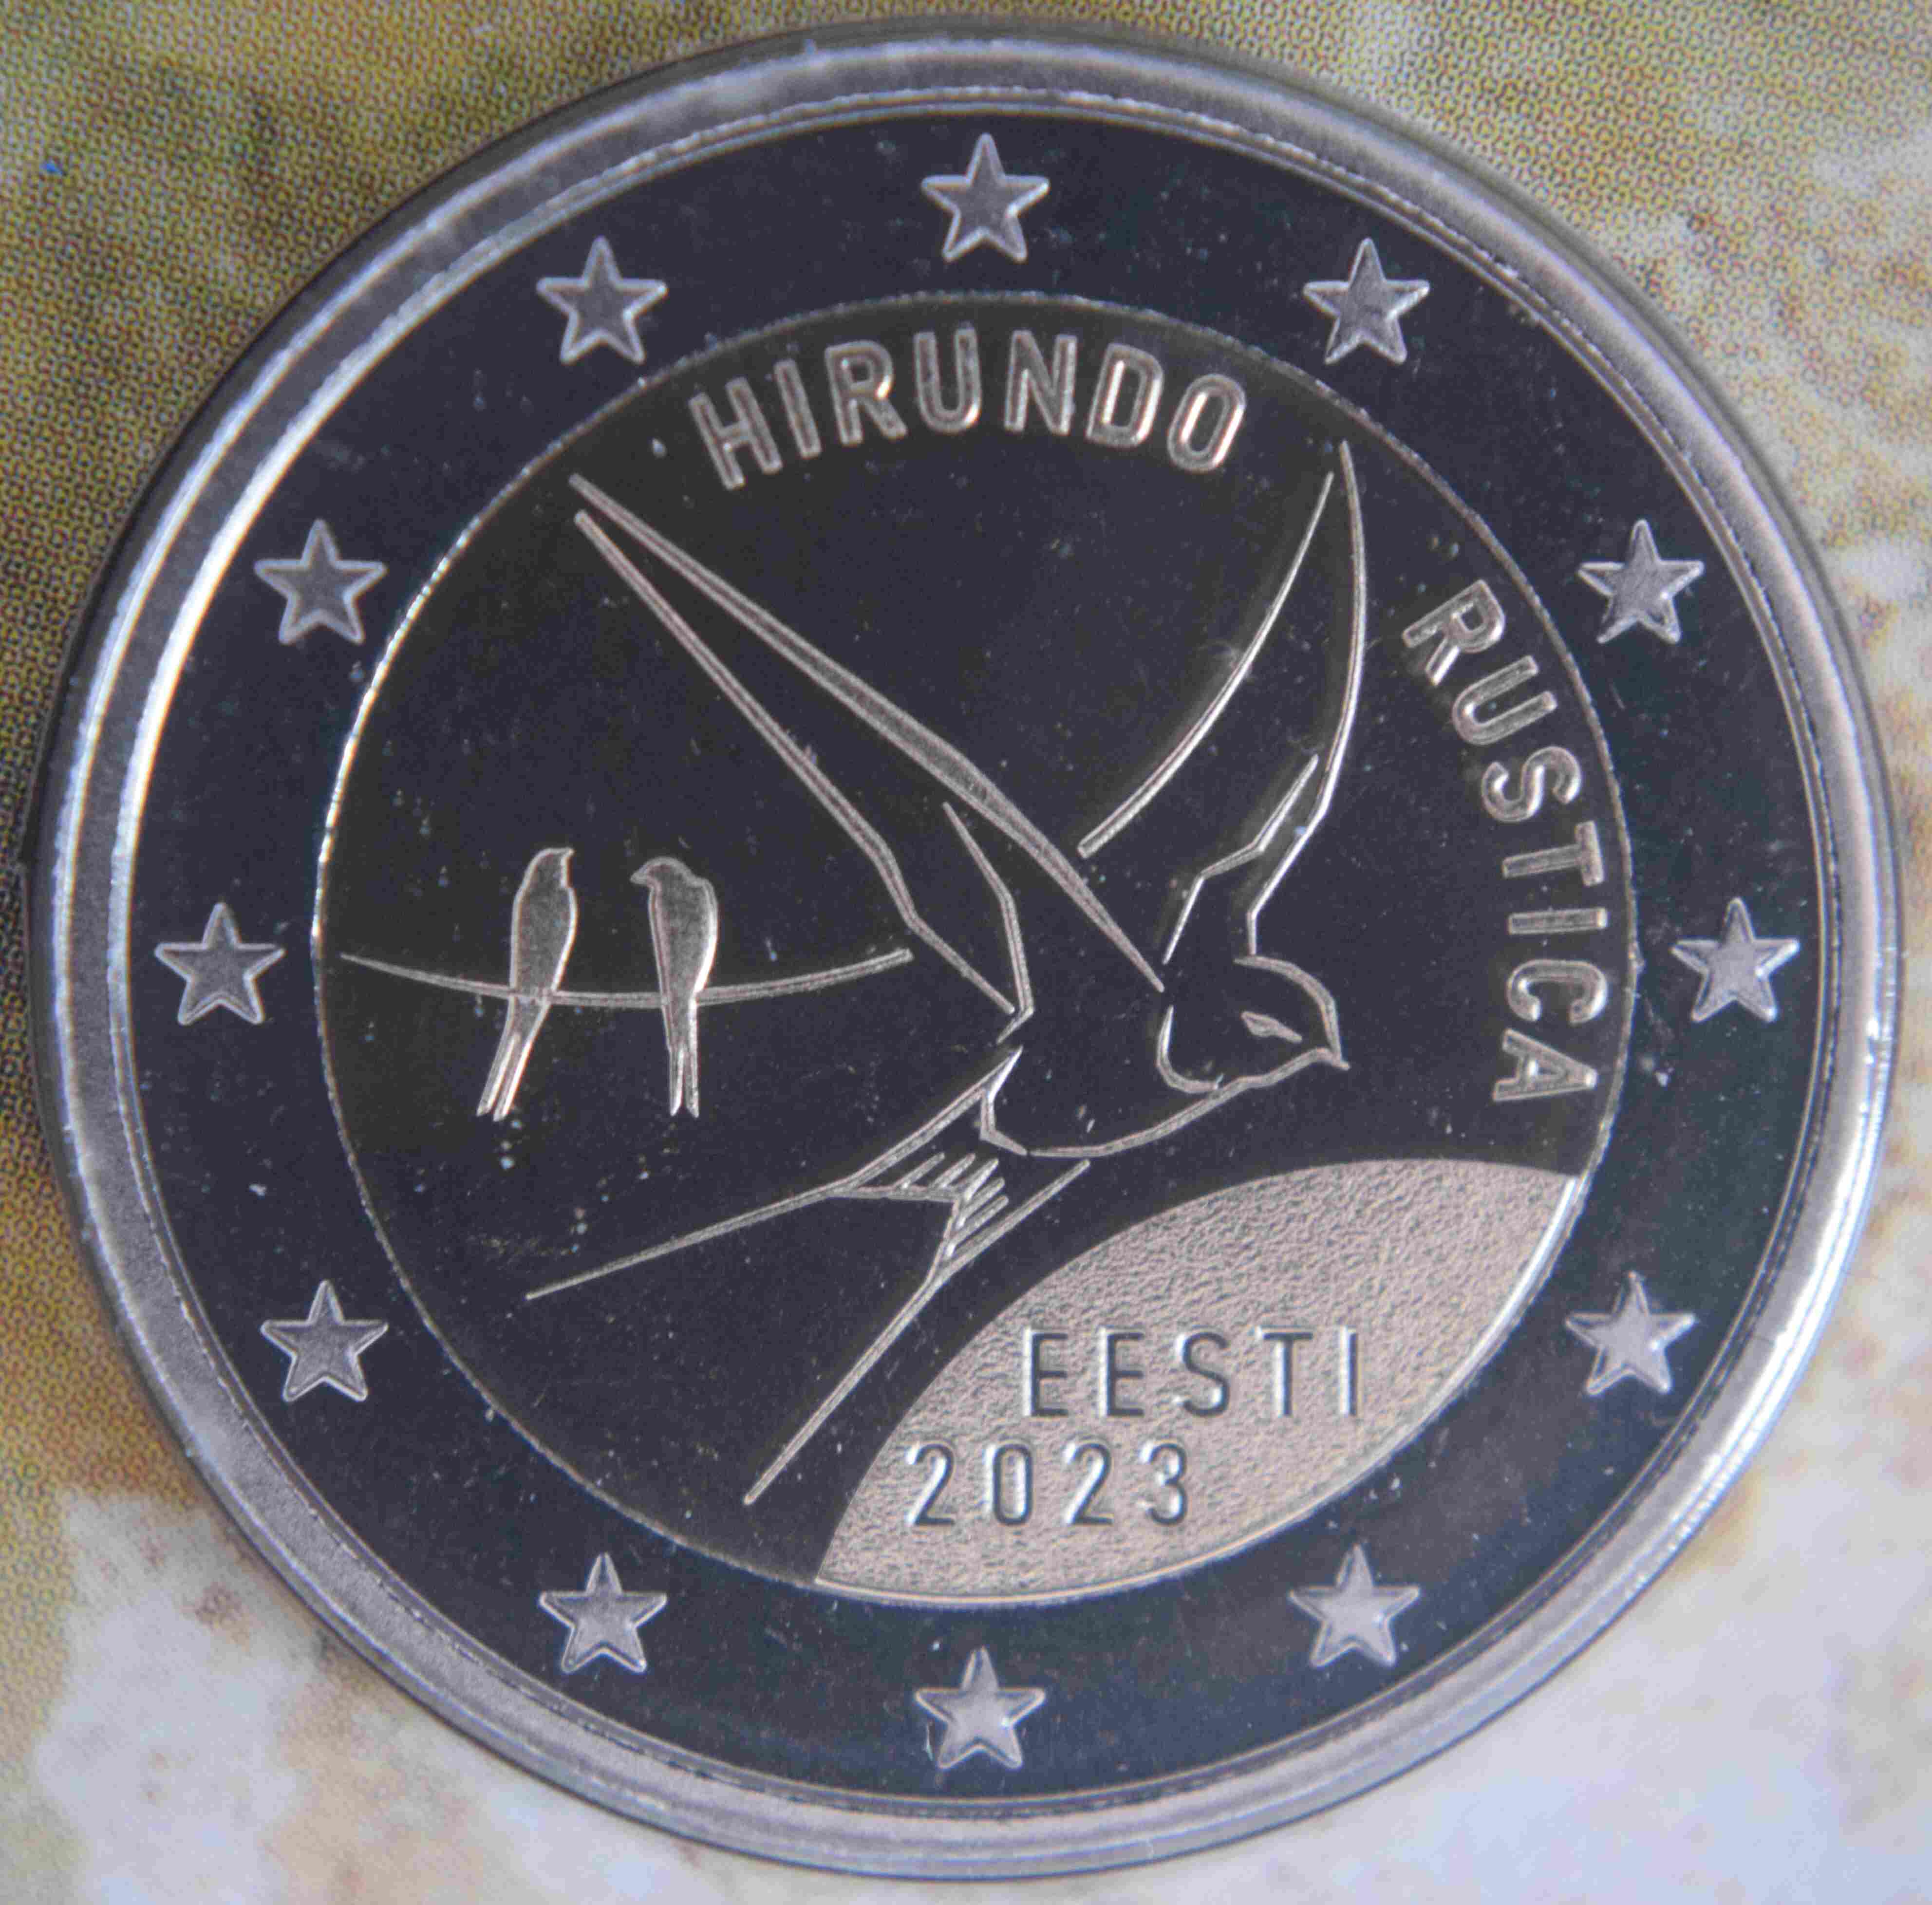 HIRUNDO
RUSTICA
EESTI
2023